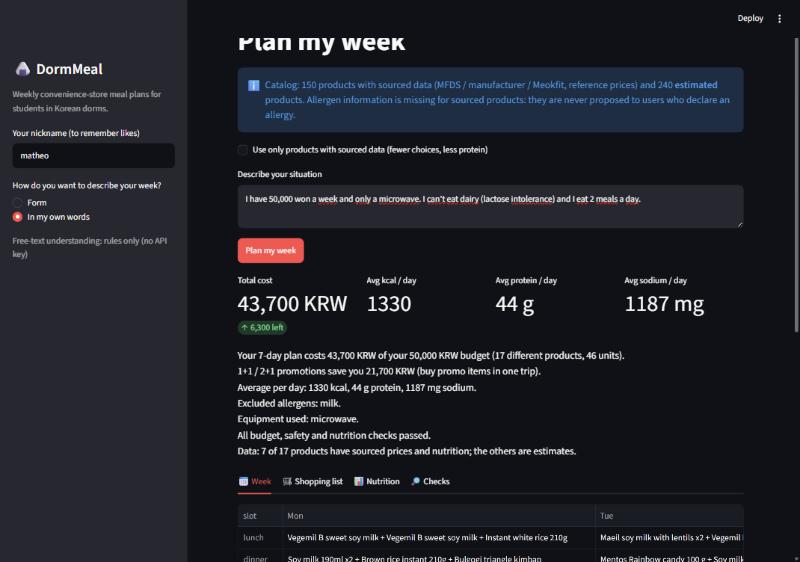 Deploy
DormMeal
Weekly convenience-store meal plans for
students in Korean dorms.
Your nickname (to remember likes)
matheo
How do you want to describe your week?
Form
In my own words
Free-text understanding: rules only (no API
key)
Plan my week
Catalog: 150 products with sourced data (MFDS / manufacturer / Meokfit, reference prices) and 240 estimated
products. Allergen information is missing for sourced products: they are never proposed to users who declare an
allergy.
Use only products with sourced data (fewer choices, less protein)
Describe your situation
I have 50,000 won a week and only a microwave. I can't eat dairy (lactose intolerance) and I eat 2 meals a day.
Plan my week
Total cost Avg kcal / day Avg protein / day Avg sodium / day
43,700 KRW 1330 44 g 1187 mg
↑ 6,300 left
Your 7-day plan costs 43,700 KRW of your 50,000 KRW budget (17 different products, 46 units).
1+1 / 2+1 promotions save you 21,700 KRW (buy promo items in one trip).
Average per day: 1330 kcal, 44 g protein, 1187 mg sodium.
Excluded allergens: milk.
Equipment used: microwave.
All budget, safety and nutrition checks passed.
Data: 7 of 17 products have sourced prices and nutrition; the others are estimates.
Week Shopping list Nutrition Checks
slot Mon Tue
lunch Vegemil B sweet soy milk + Vegemil B sweet soy milk + Instant white rice 210g Maeil soy milk with lentils x2 + Vegemil
dinner Soy milk 190ml x2 + Brown rice instant 210g + Bulgogi triangle kimbap Mentos Rainbow candy 100 g + Soy milk